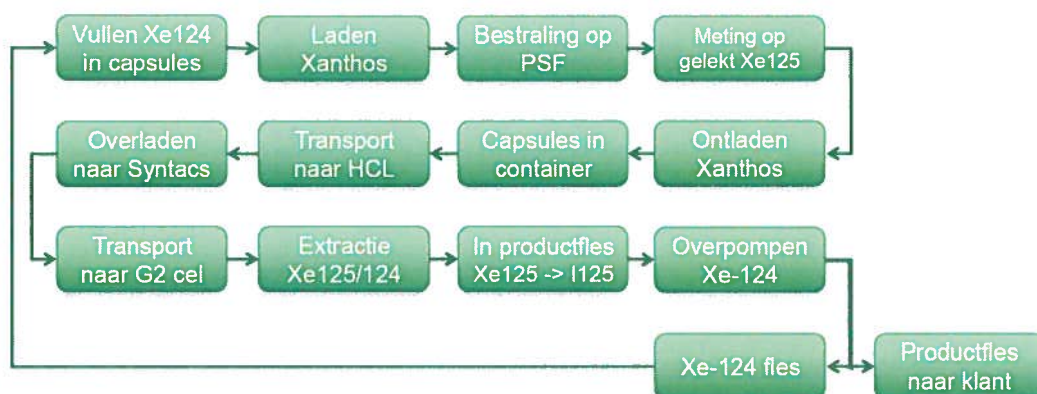 Vullen Xe124
in capsules
Laden
Xanthos
Bestraling op
PSF
Meting op
gelekt Xe125
Overladen
naar Syntacs
Transport
naar HCL
Capsules in
container
Ontladen
Xanthos
Transport
naar G2 cel
Extractie
Xe125/124
In productfles
Xe125 -> I125
Overpompen
Xe-124
Xe-124 fles
Productfles
naar klant